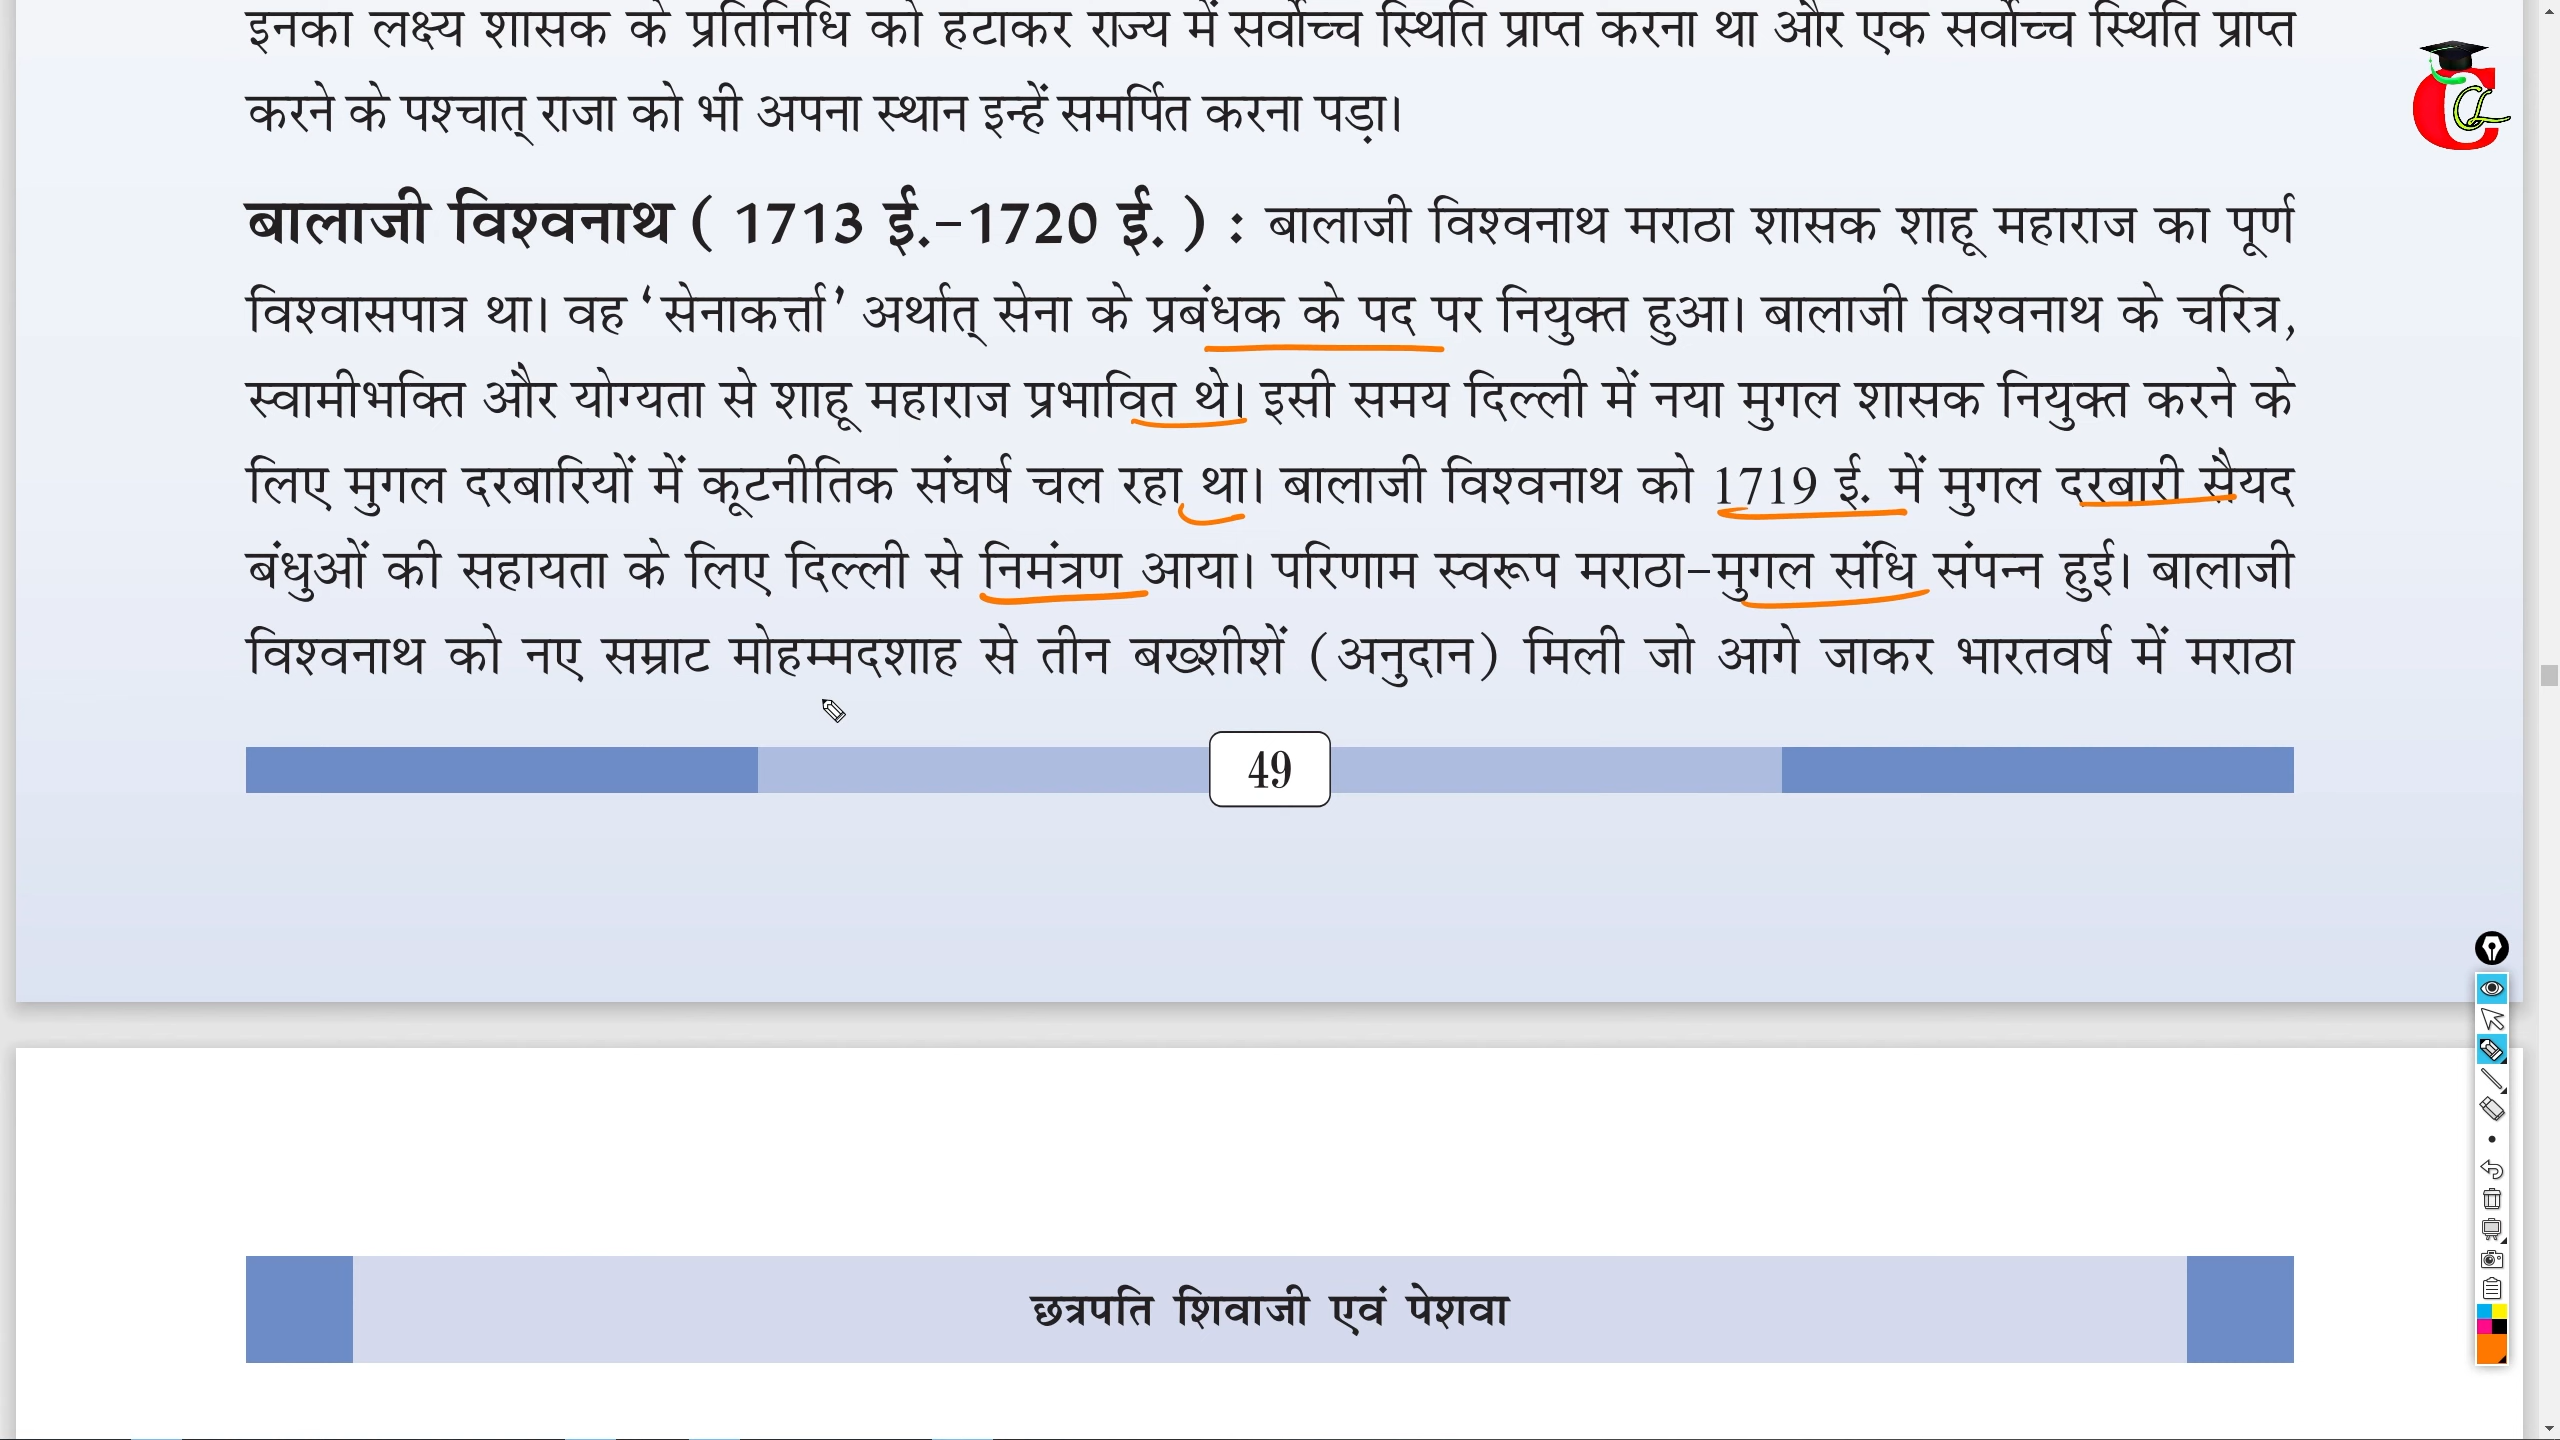 इनका लक्ष्य शासक के प्रतिनिधि को हटाकर राज्य में सर्वोच्च स्थिति प्राप्त करना था और एक सर्वोच्च स्थिति प्राप्त
करने के पश्चात् राजा को भी अपना स्थान इन्हें समर्पित करना पड़ा।
बालाजी विश्वनाथ ( 1713 ई.-1720 ई. ) : बालाजी विश्वनाथ मराठा शासक शाहू महाराज का पूर्ण
विश्वासपात्र था। वह ‘सेनाकर्त्ता’ अर्थात् सेना के प्रबंधक के पद पर नियुक्त हुआ। बालाजी विश्वनाथ के चरित्र,
स्वामीभक्ति और योग्यता से शाहू महाराज प्रभावित थे। इसी समय दिल्ली में नया मुगल शासक नियुक्त करने के
लिए मुगल दरबारियों में कूटनीतिक संघर्ष चल रहा था। बालाजी विश्वनाथ को 1719 ई. में मुगल दरबारी सैयद
बंधुओं की सहायता के लिए दिल्ली से निमंत्रण आया। परिणाम स्वरूप मराठा-मुगल संधि संपन्न हुई। बालाजी
विश्वनाथ को नए सम्राट मोहम्मदशाह से तीन बख्शीशें (अनुदान) मिली जो आगे जाकर भारतवर्ष में मराठा
49
छत्रपति शिवाजी एवं पेशवा